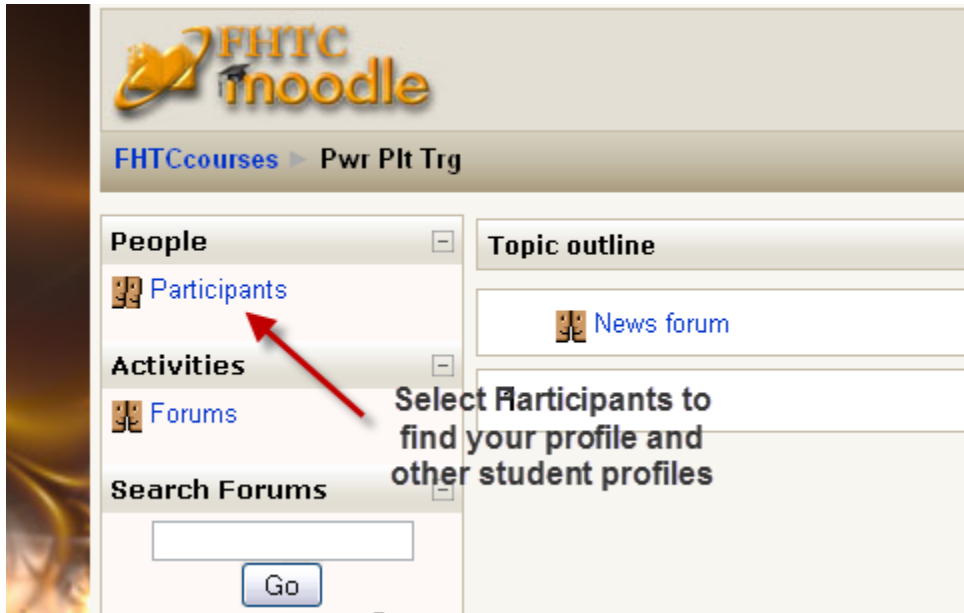 FHTC
moodle
FHTCcourses ► Pwr Plt Trg
People
Participants
Activities
Forums
Search Forums
Go
Topic outline
News forum
1
Select Participants to
find your profile and
other student profiles